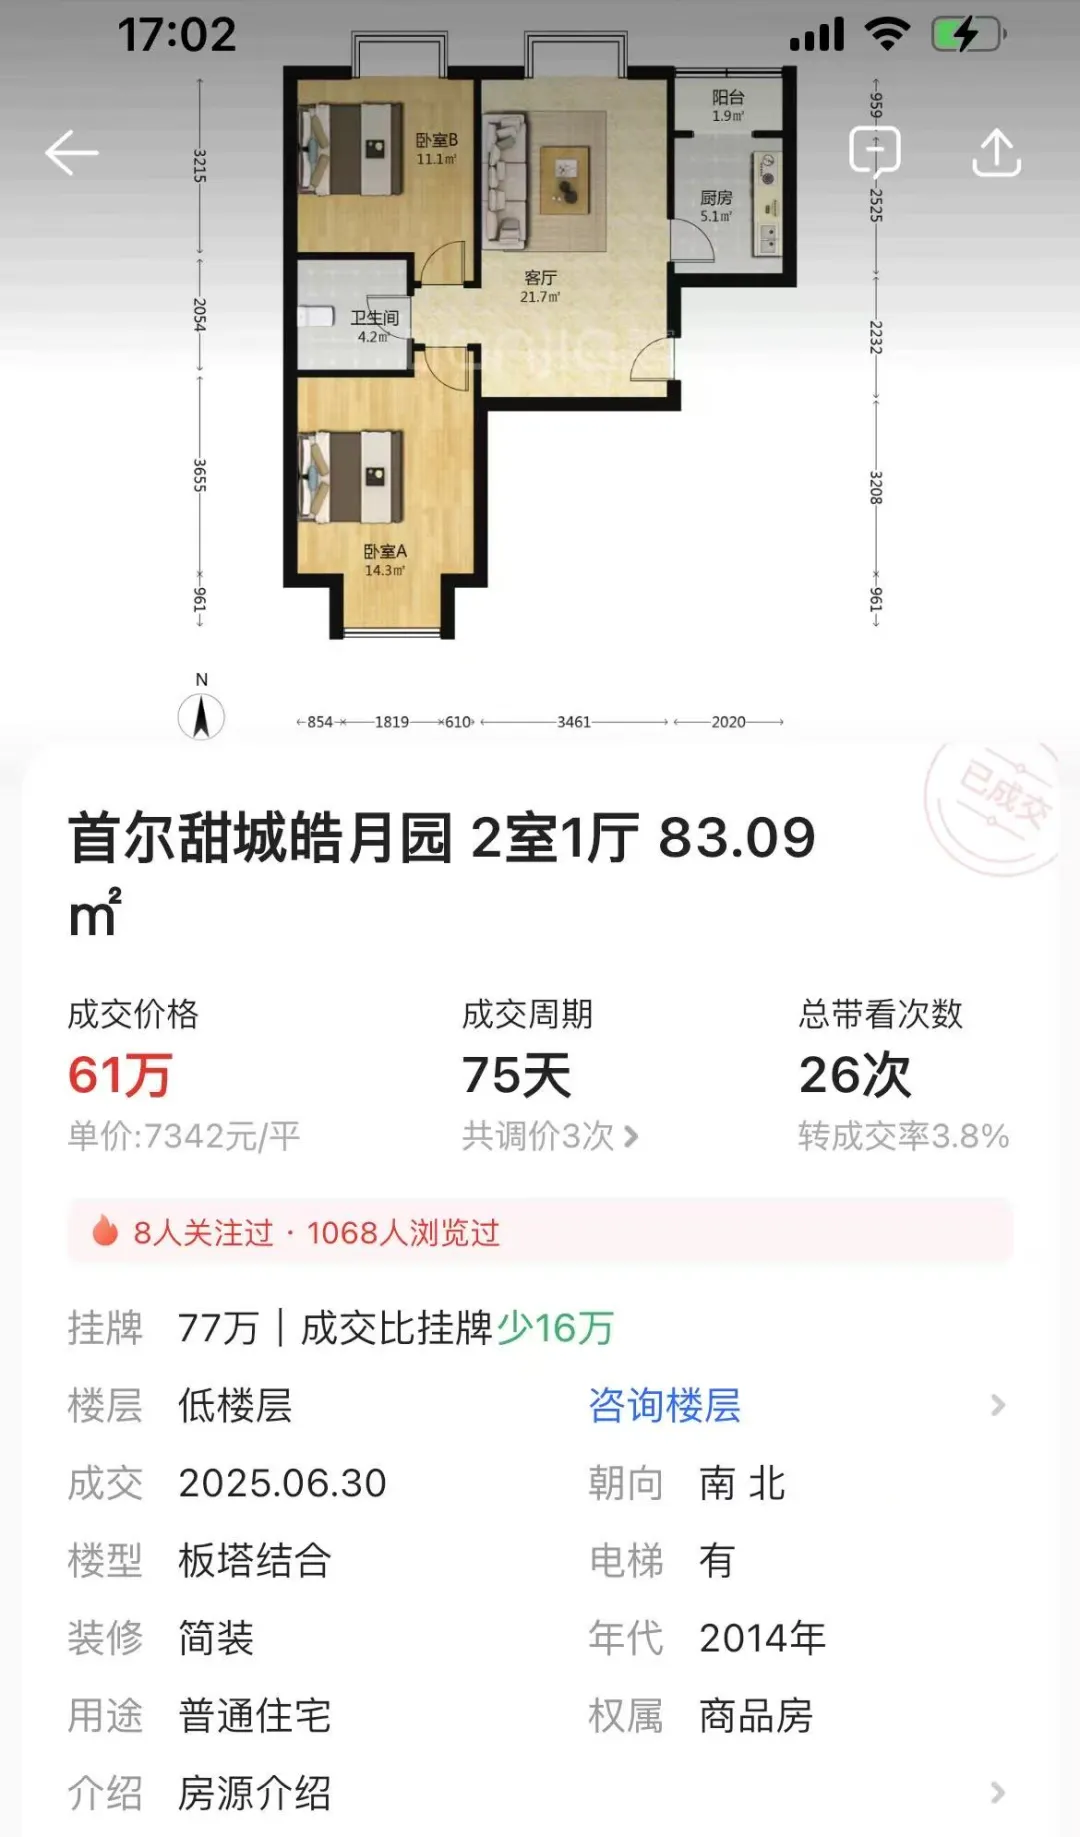 17:02
阳台
1.9㎡
卧室B
11.1㎡
厨房
5.1㎡
客厅
21.7㎡
卫生间
4.2㎡
卧室A
14.3㎡
3215
2054
3655
961
959
2525
2232
3208
961
N
854
1819
610
3461
2020
已成交
首尔甜城皓月园 2室1厅 83.09
㎡
成交价格 成交周期 总带看次数
61万 75天 26次
单价:7342元/平 共调价3次 转成交率3.8%
8人关注过 · 1068人浏览过
挂牌 77万 | 成交比挂牌少16万
楼层 低楼层 咨询楼层
成交 2025.06.30 朝向 南 北
楼型 板塔结合 电梯 有
装修 简装 年代 2014年
用途 普通住宅 权属 商品房
介绍 房源介绍